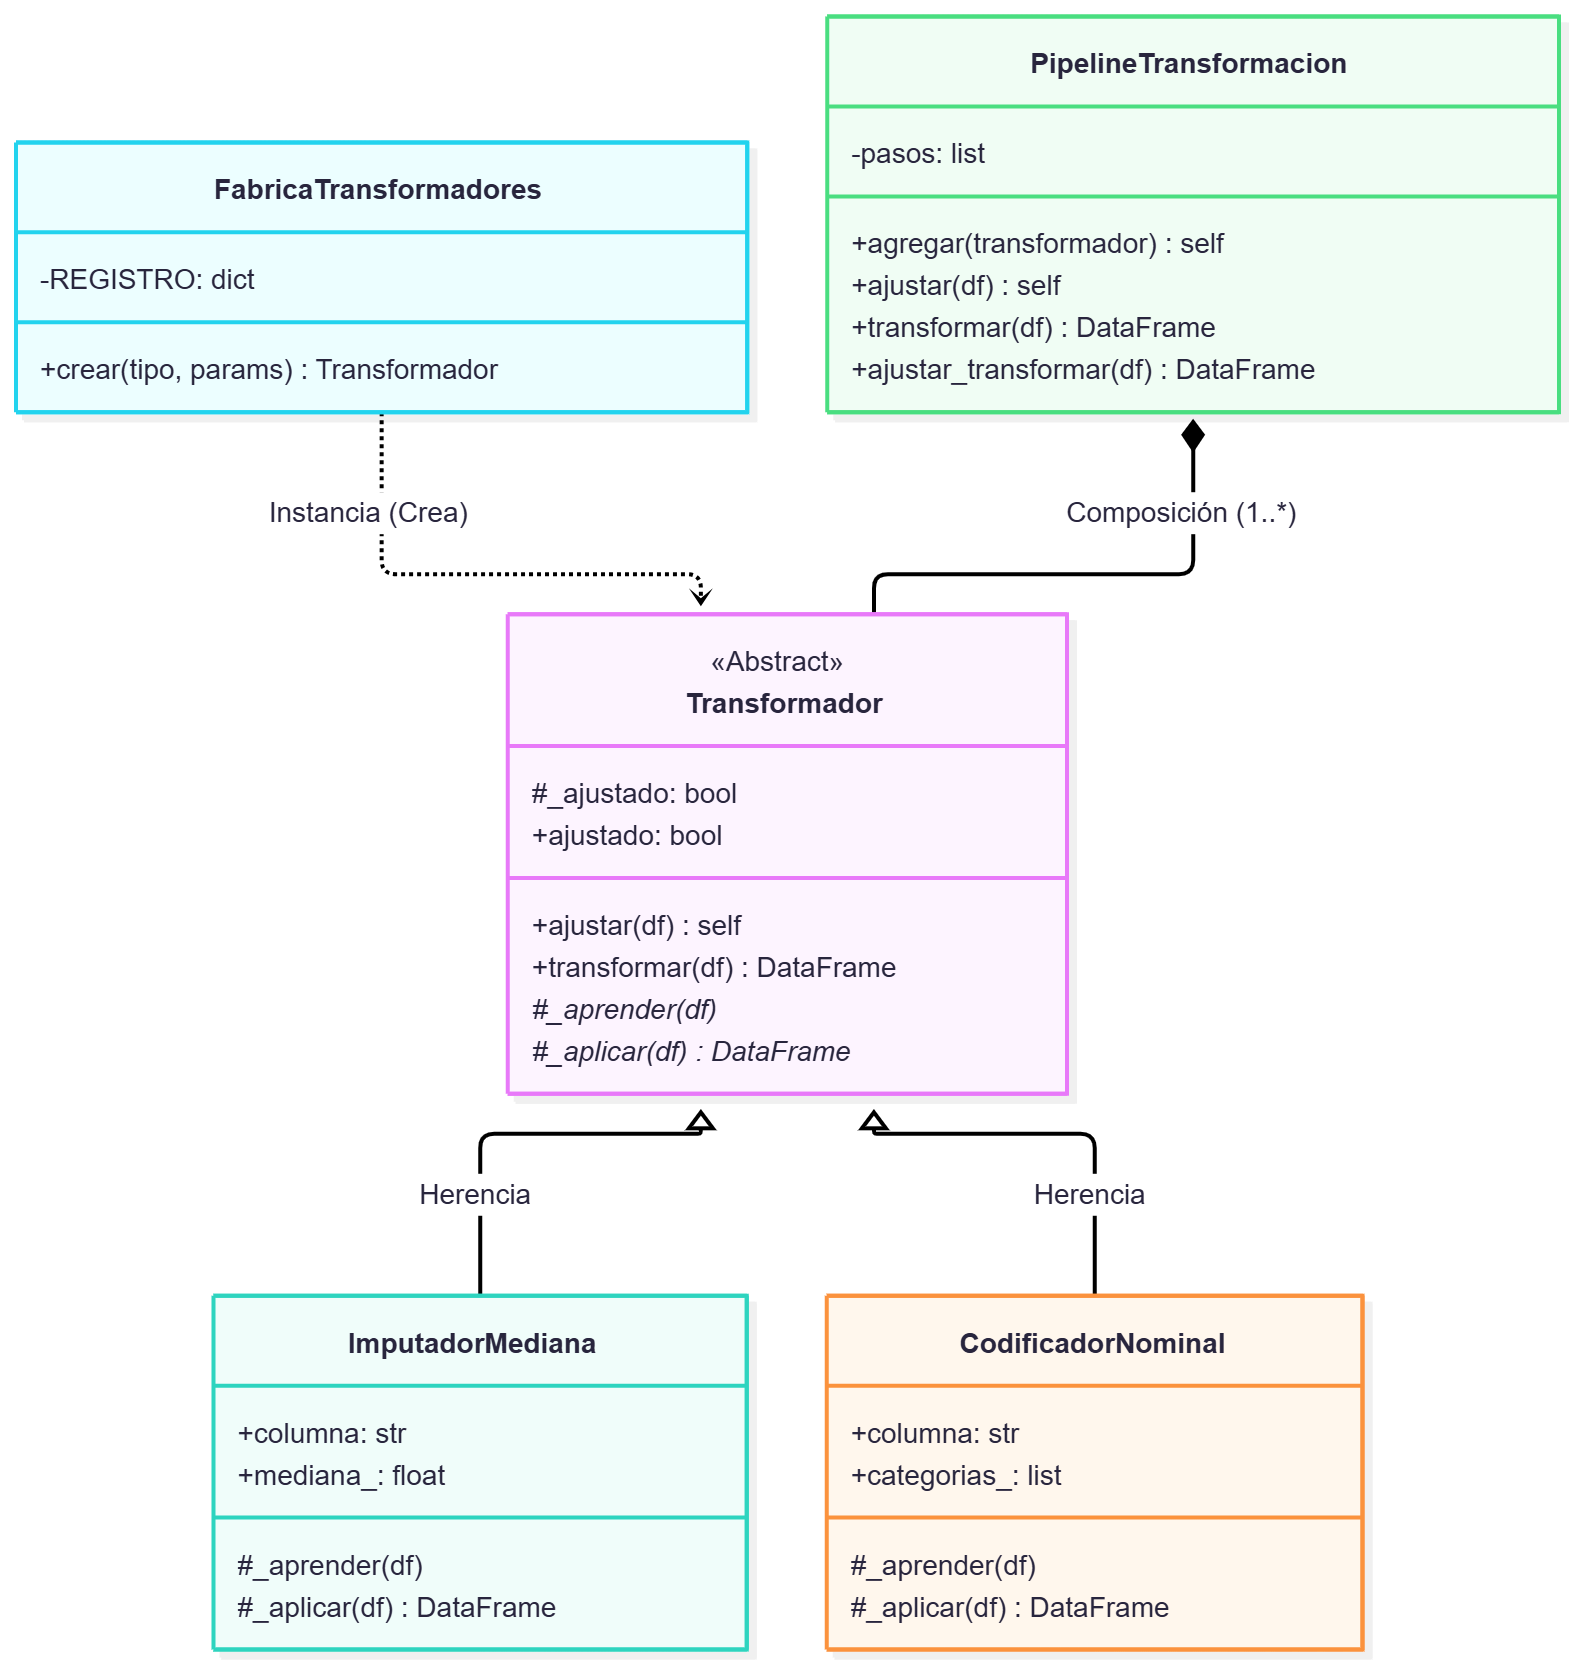 PipelineTransformacion
-pasos: list
+agregar(transformador) : self
+ajustar(df) : self
+transformar(df) : DataFrame
+ajustar_transformar(df) : DataFrame
FabricaTransformadores
-REGISTRO: dict
+crear(tipo, params) : Transformador
Instancia (Crea)
Composición (1..*)
«Abstract»
Transformador
#_ajustado: bool
+ajustado: bool
+ajustar(df) : self
+transformar(df) : DataFrame
#_aprender(df)
#_aplicar(df) : DataFrame
Herencia
Herencia
ImputadorMediana
+columna: str
+mediana_: float
#_aprender(df)
#_aplicar(df) : DataFrame
CodificadorNominal
+columna: str
+categorias_: list
#_aprender(df)
#_aplicar(df) : DataFrame